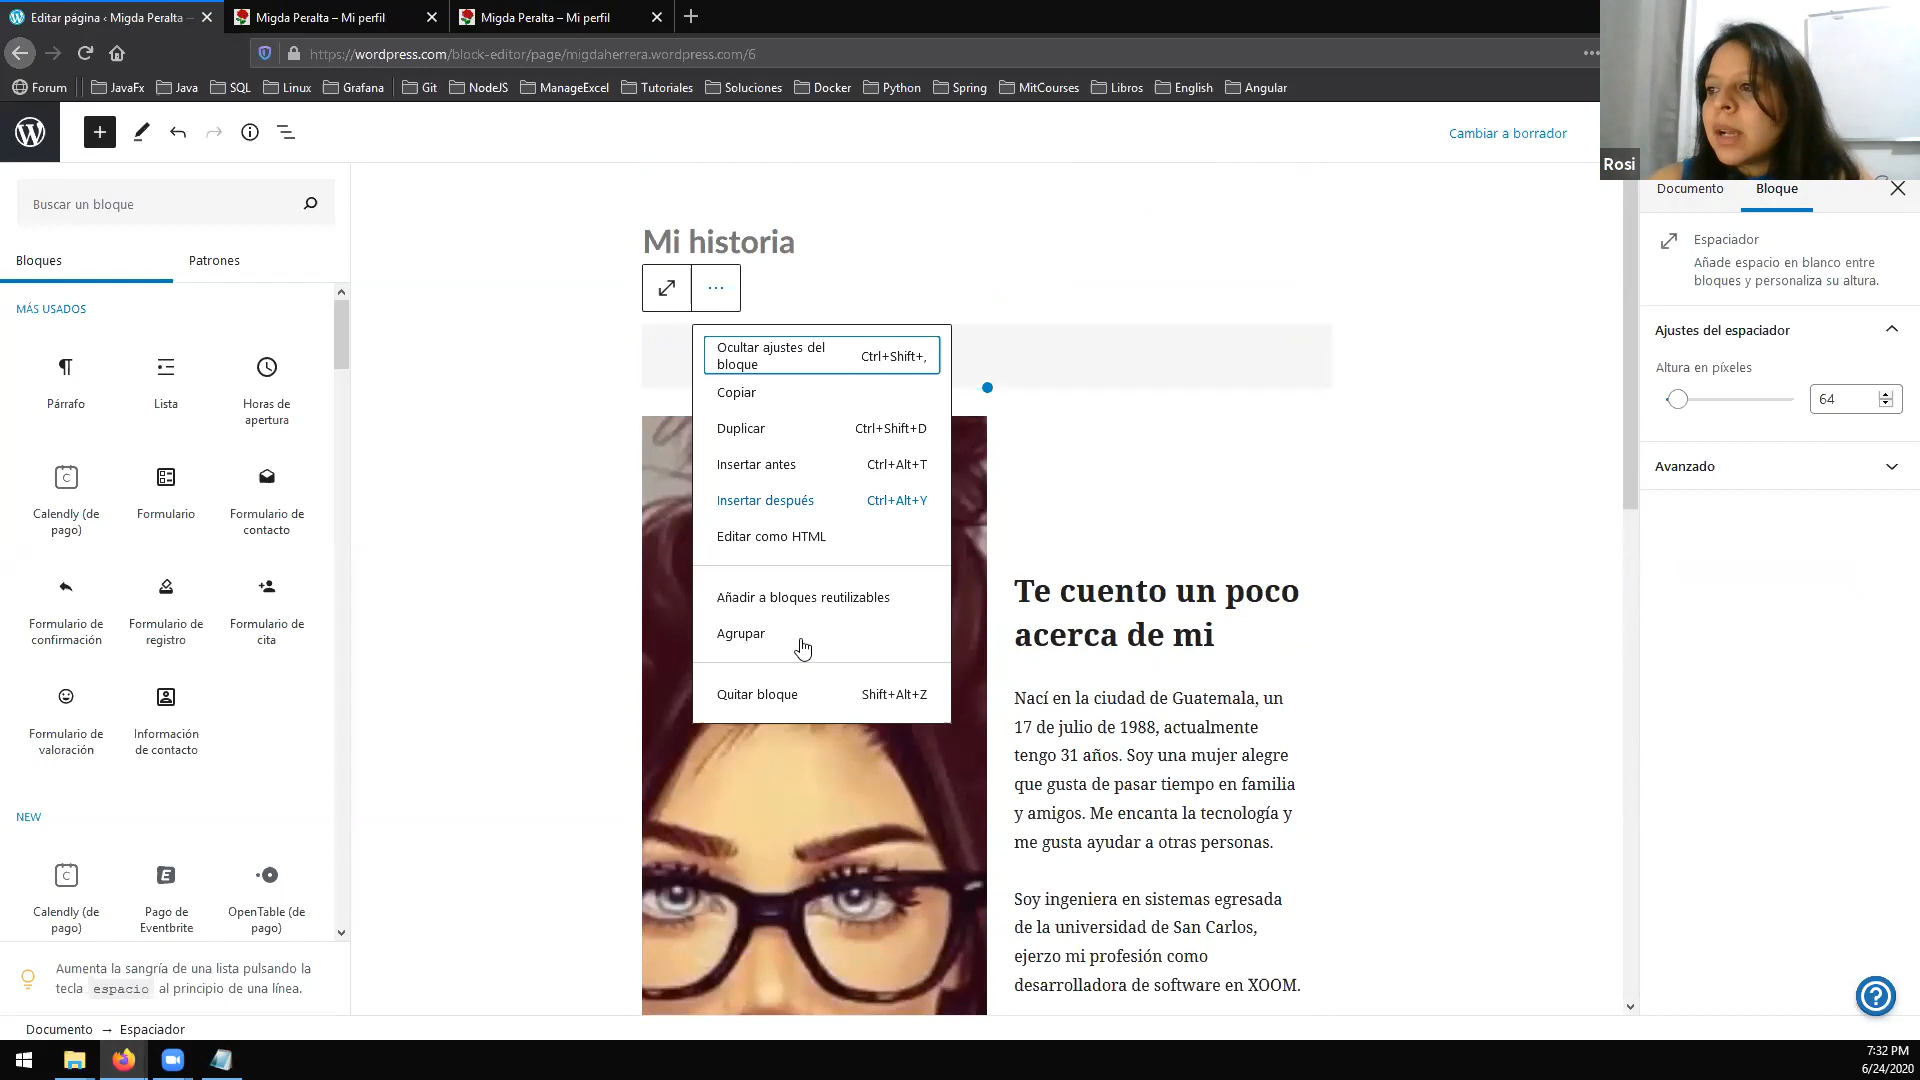 Editar página ‹ Migda Peralta —
Migda Peralta – Mi perfil
Migda Peralta – Mi perfil
https://wordpress.com/block-editor/page/migdaherrera.wordpress.com/6
Forum
JavaFx
Java
SQL
Linux
Grafana
Git
NodeJS
ManageExcel
Tutoriales
Soluciones
Docker
Python
Spring
MitCourses
Libros
English
Angular
Cambiar a borrador
Rosi
Buscar un bloque
Bloques
Patrones
MÁS USADOS
Párrafo
Lista
Horas de
apertura
Calendly (de
pago)
Formulario
Formulario de
contacto
Formulario de
confirmación
Formulario de
registro
Formulario de
cita
Formulario de
valoración
Información
de contacto
NEW
Calendly (de
pago)
Pago de
Eventbrite
OpenTable (de
pago)
Aumenta la sangría de una lista pulsando la
tecla espacio al principio de una línea.
Documento → Espaciador
Mi historia
Ocultar ajustes del
bloque
Ctrl+Shift+,
Copiar
Duplicar Ctrl+Shift+D
Insertar antes Ctrl+Alt+T
Insertar después Ctrl+Alt+Y
Editar como HTML
Añadir a bloques reutilizables
Agrupar
Quitar bloque Shift+Alt+Z
Te cuento un poco
acerca de mi
Nací en la ciudad de Guatemala, un
17 de julio de 1988, actualmente
tengo 31 años. Soy una mujer alegre
que gusta de pasar tiempo en familia
y amigos. Me encanta la tecnología y
me gusta ayudar a otras personas.
Soy ingeniera en sistemas egresada
de la universidad de San Carlos,
ejerzo mi profesión como
desarrolladora de software en XOOM.
Documento
Bloque
Espaciador
Añade espacio en blanco entre
bloques y personaliza su altura.
Ajustes del espaciador
Altura en píxeles
64
Avanzado
7:32 PM
6/24/2020